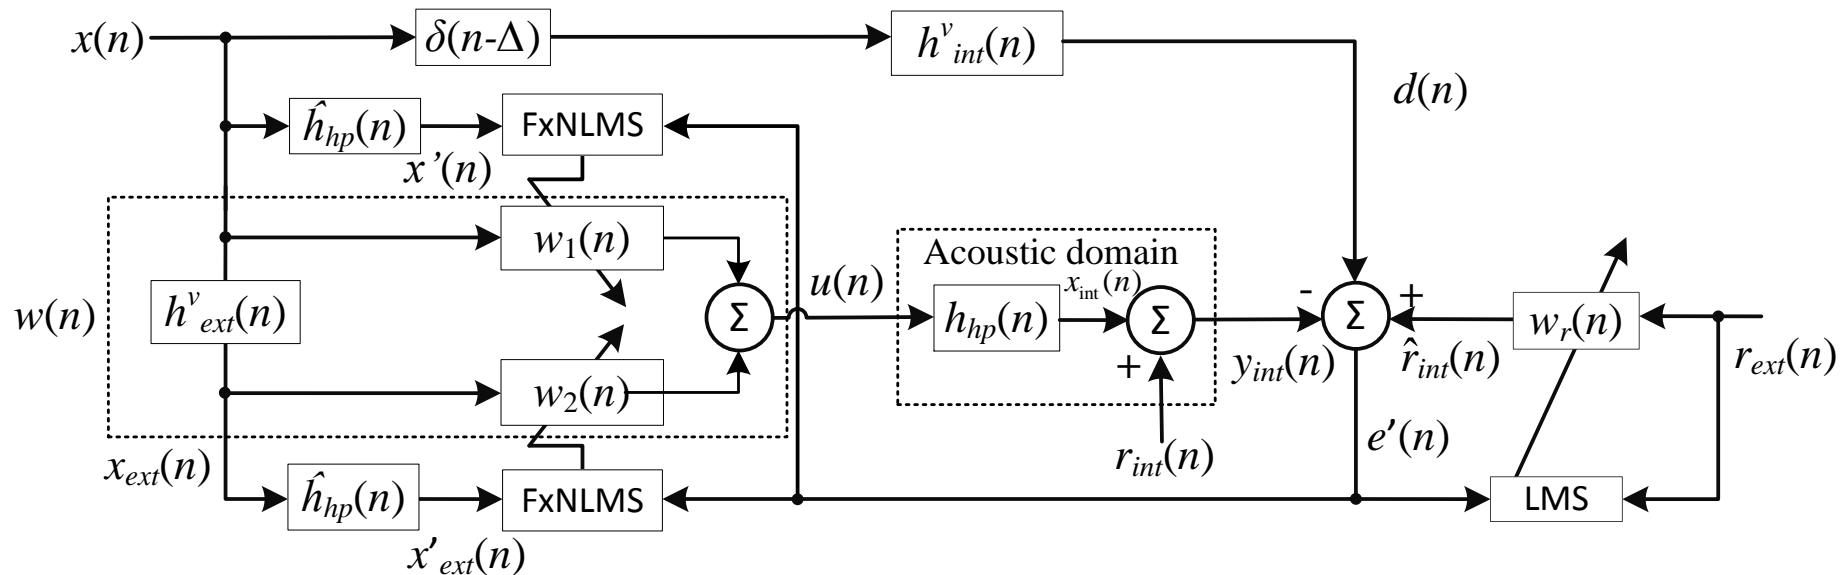 x(n) δ(n-Δ) h^v_int(n)
d(n)
ĥ_hp(n) FxNLMS
x'(n)
w_1(n)
Acoustic domain
w(n) h^v_ext(n) Σ u(n) h_hp(n) x_int(n) Σ - Σ + w_r(n)
+ y_int(n) r̂_int(n) r_ext(n)
w_2(n)
x_ext(n) r_int(n) e'(n)
ĥ_hp(n) FxNLMS LMS
x'_ext(n)